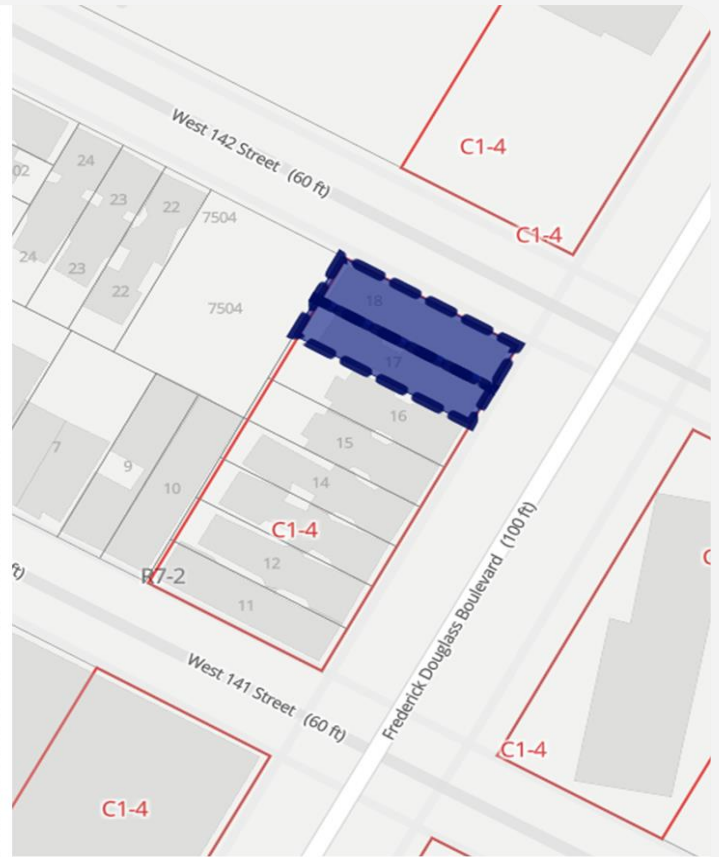 C1-4
West 142 Street (60 ft)
C1-4
24
02
23
22
7504
24
23
22
7504
18
17
16
15
7
9
10
14
C1-4
12
11
R7-2
ft)
Frederick Douglass Boulevard (100 ft)
West 141 Street (60 ft)
C1-4
C1-4
C